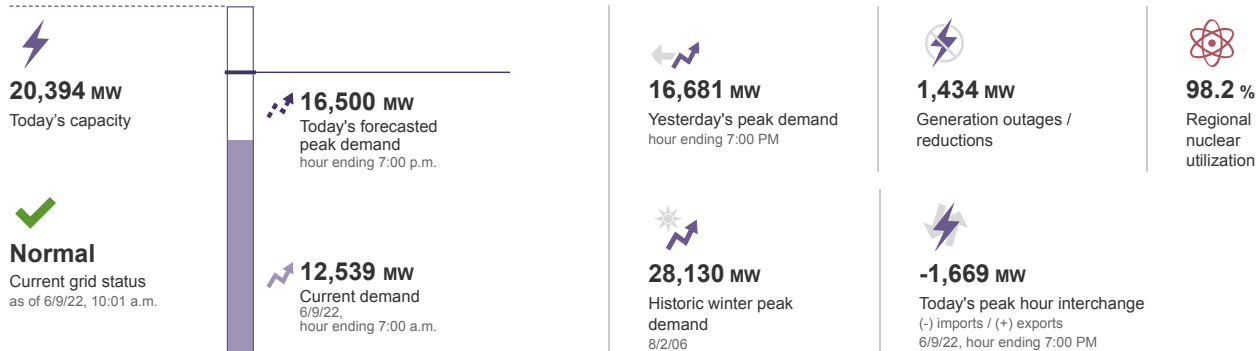 20,394 MW
Today's capacity
Normal
Current grid status
as of 6/9/22, 10:01 a.m.
16,500 MW
Today's forecasted
peak demand
hour ending 7:00 p.m.
12,539 MW
Current demand
6/9/22,
hour ending 7:00 a.m.
16,681 MW
Yesterday's peak demand
hour ending 7:00 PM
1,434 MW
Generation outages /
reductions
98.2 %
Regional
nuclear
utilization
28,130 MW
Historic winter peak
demand
8/2/06
-1,669 MW
Today's peak hour interchange
(-) imports / (+) exports
6/9/22, hour ending 7:00 PM